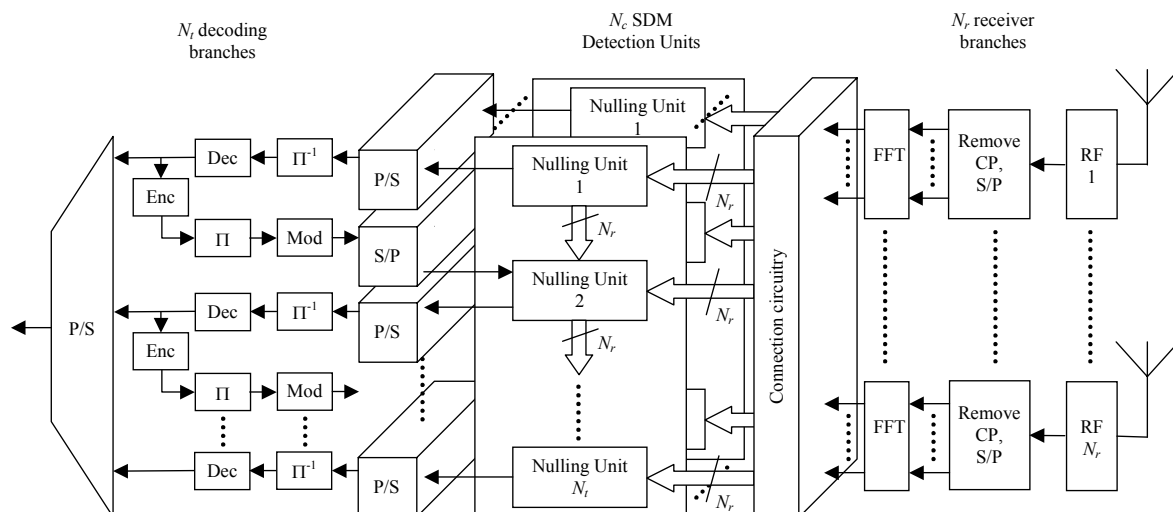 N_t decoding
branches
N_c SDM
Detection Units
N_r receiver
branches
Nulling Unit
1
Dec
Π⁻¹
P/S
Nulling Unit
1
N_r
FFT
Remove
CP,
S/P
RF
1
Enc
Π
Mod
S/P
N_r
Nulling Unit
2
N_r
P/S
Dec
Π⁻¹
P/S
Connection circuitry
Enc
N_r
Π
Mod
FFT
Remove
CP,
S/P
RF
N_r
Dec
Π⁻¹
P/S
Nulling Unit
N_t
N_r